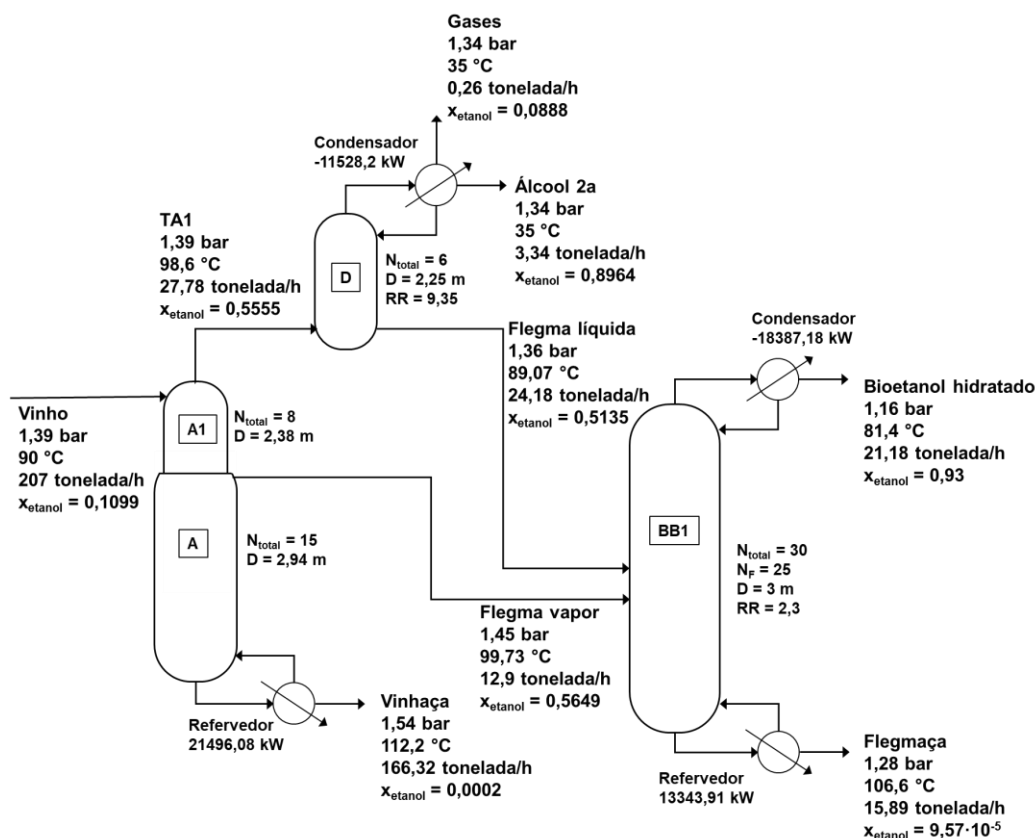 Gases
1,34 bar
35 °C
0,26 tonelada/h
x_etanol = 0,0888
Condensador
-11528,2 kW
Álcool 2a
1,34 bar
35 °C
3,34 tonelada/h
x_etanol = 0,8964
TA1
1,39 bar
98,6 °C
27,78 tonelada/h
x_etanol = 0,5555
D
N_total = 6
D = 2,25 m
RR = 9,35
Flegma líquida
1,36 bar
89,07 °C
24,18 tonelada/h
x_etanol = 0,5135
Condensador
-18387,18 kW
Bioetanol hidratado
1,16 bar
81,4 °C
21,18 tonelada/h
x_etanol = 0,93
Vinho
1,39 bar
90 °C
207 tonelada/h
x_etanol = 0,1099
A1
N_total = 8
D = 2,38 m
A
N_total = 15
D = 2,94 m
BB1
N_total = 30
N_F = 25
D = 3 m
RR = 2,3
Flegma vapor
1,45 bar
99,73 °C
12,9 tonelada/h
x_etanol = 0,5649
Refervedor
21496,08 kW
Vinhaça
1,54 bar
112,2 °C
166,32 tonelada/h
x_etanol = 0,0002
Refervedor
13343,91 kW
Flegmaça
1,28 bar
106,6 °C
15,89 tonelada/h
x_etanol = 9,57·10⁻⁵